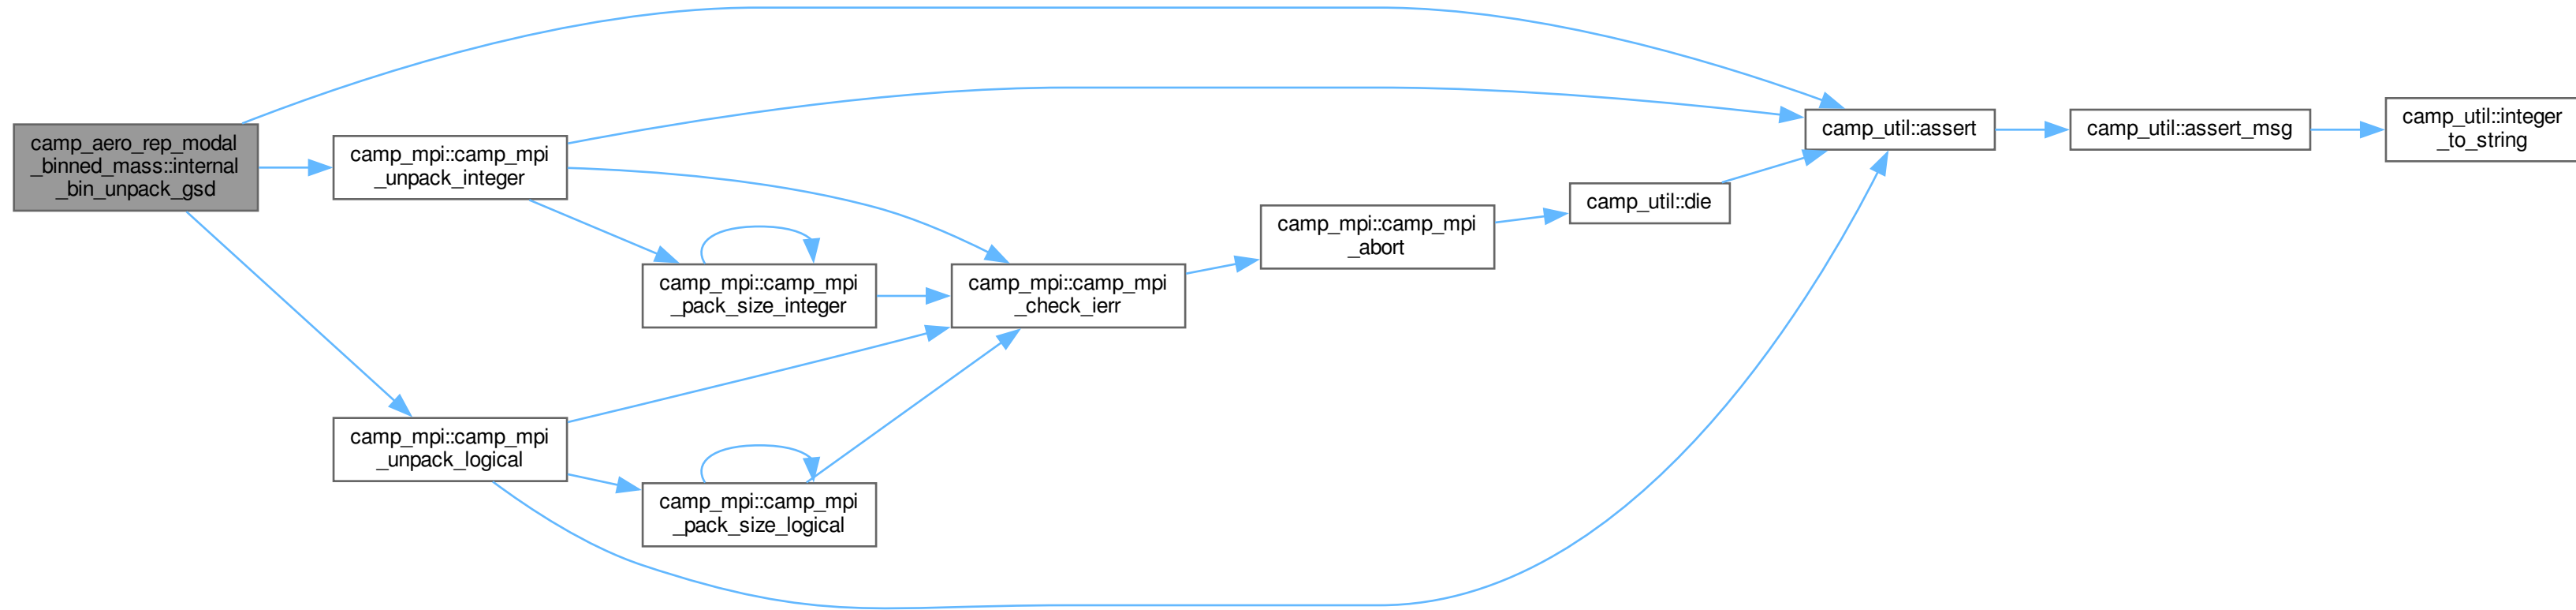 camp_aero_rep_modal
_binned_mass::internal
_bin_unpack_gsd
camp_mpi::camp_mpi
_unpack_integer
camp_mpi::camp_mpi
_pack_size_integer
camp_mpi::camp_mpi
_check_ierr
camp_mpi::camp_mpi
_abort
camp_util::die
camp_util::assert
camp_util::assert_msg
camp_util::integer
_to_string
camp_mpi::camp_mpi
_unpack_logical
camp_mpi::camp_mpi
_pack_size_logical